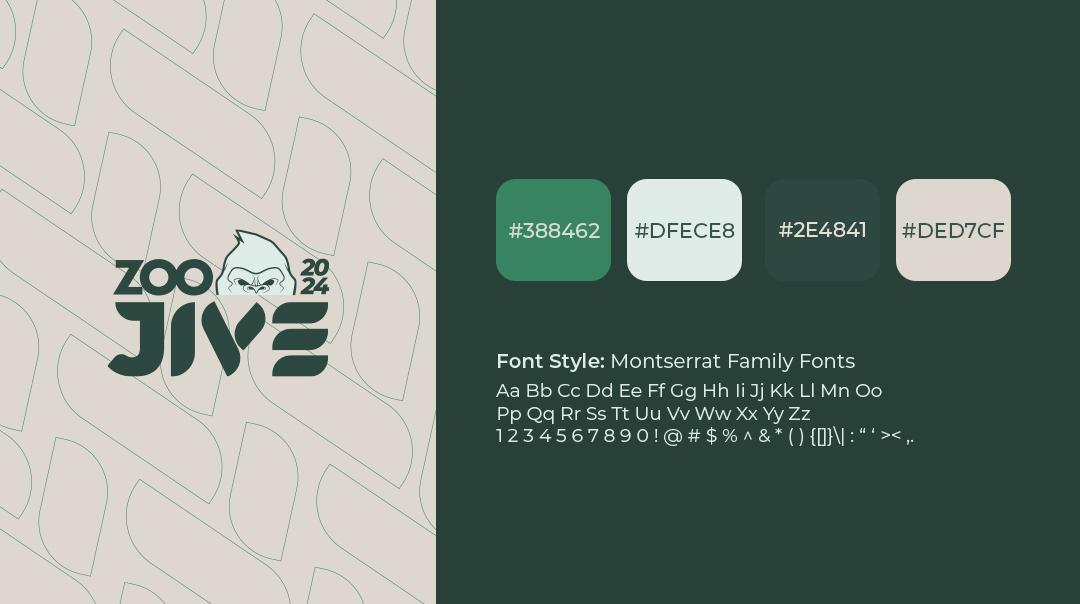 ZOO 20
24
JIVE
#388462 #DFECE8 #2E4841 #DED7CF
Font Style: Montserrat Family Fonts
Aa Bb Cc Dd Ee Ff Gg Hh Ii Jj Kk Ll Mn Oo
Pp Qq Rr Ss Tt Uu Vv Ww Xx Yy Zz
1 2 3 4 5 6 7 8 9 0 ! @ # $ % ^ & * ( ) {[]}\| : “ ‘ >< ,.